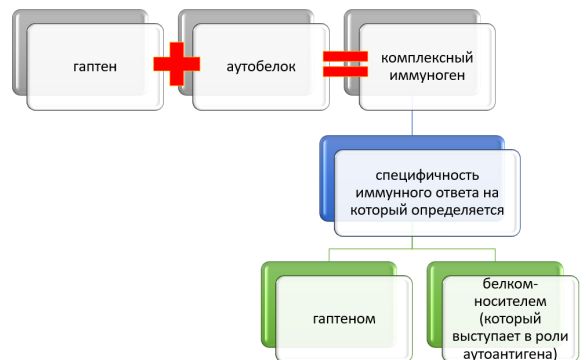 гаптен
аутобелок
комплексный
иммуноген
специфичность
иммунного ответа на
который определяется
гаптеном
белком-
носителем
(который
выступает в роли
аутоантигена)